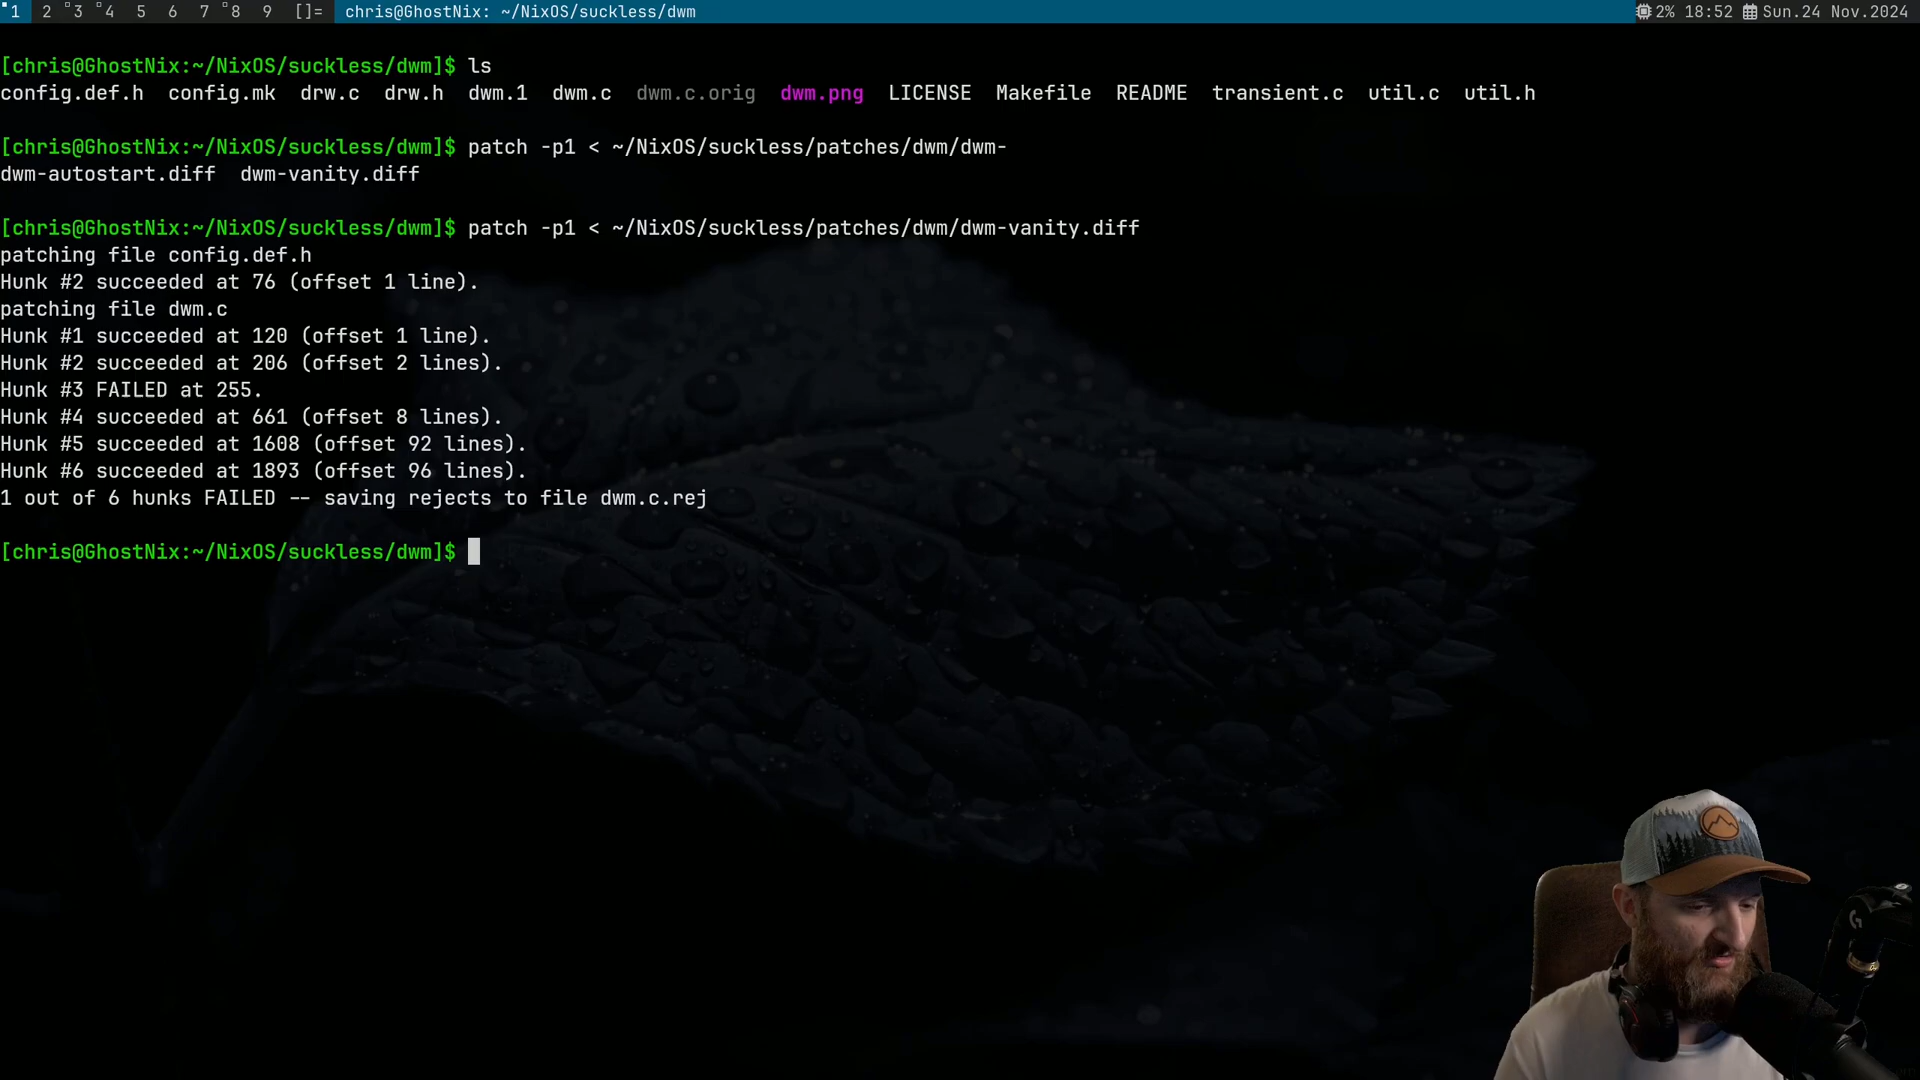 1 2 3 4 5 6 7 8 9 []= chris@GhostNix: ~/NixOS/suckless/dwm 2% 18:52 Sun.24 Nov.2024
[chris@GhostNix:~/NixOS/suckless/dwm]$ ls
config.def.h config.mk drw.c drw.h dwm.1 dwm.c dwm.c.orig dwm.png LICENSE Makefile README transient.c util.c util.h
[chris@GhostNix:~/NixOS/suckless/dwm]$ patch -p1 < ~/NixOS/suckless/patches/dwm/dwm-
dwm-autostart.diff dwm-vanity.diff
[chris@GhostNix:~/NixOS/suckless/dwm]$ patch -p1 < ~/NixOS/suckless/patches/dwm/dwm-vanity.diff
patching file config.def.h
Hunk #2 succeeded at 76 (offset 1 line).
patching file dwm.c
Hunk #1 succeeded at 120 (offset 1 line).
Hunk #2 succeeded at 206 (offset 2 lines).
Hunk #3 FAILED at 255.
Hunk #4 succeeded at 661 (offset 8 lines).
Hunk #5 succeeded at 1608 (offset 92 lines).
Hunk #6 succeeded at 1893 (offset 96 lines).
1 out of 6 hunks FAILED -- saving rejects to file dwm.c.rej
[chris@GhostNix:~/NixOS/suckless/dwm]$